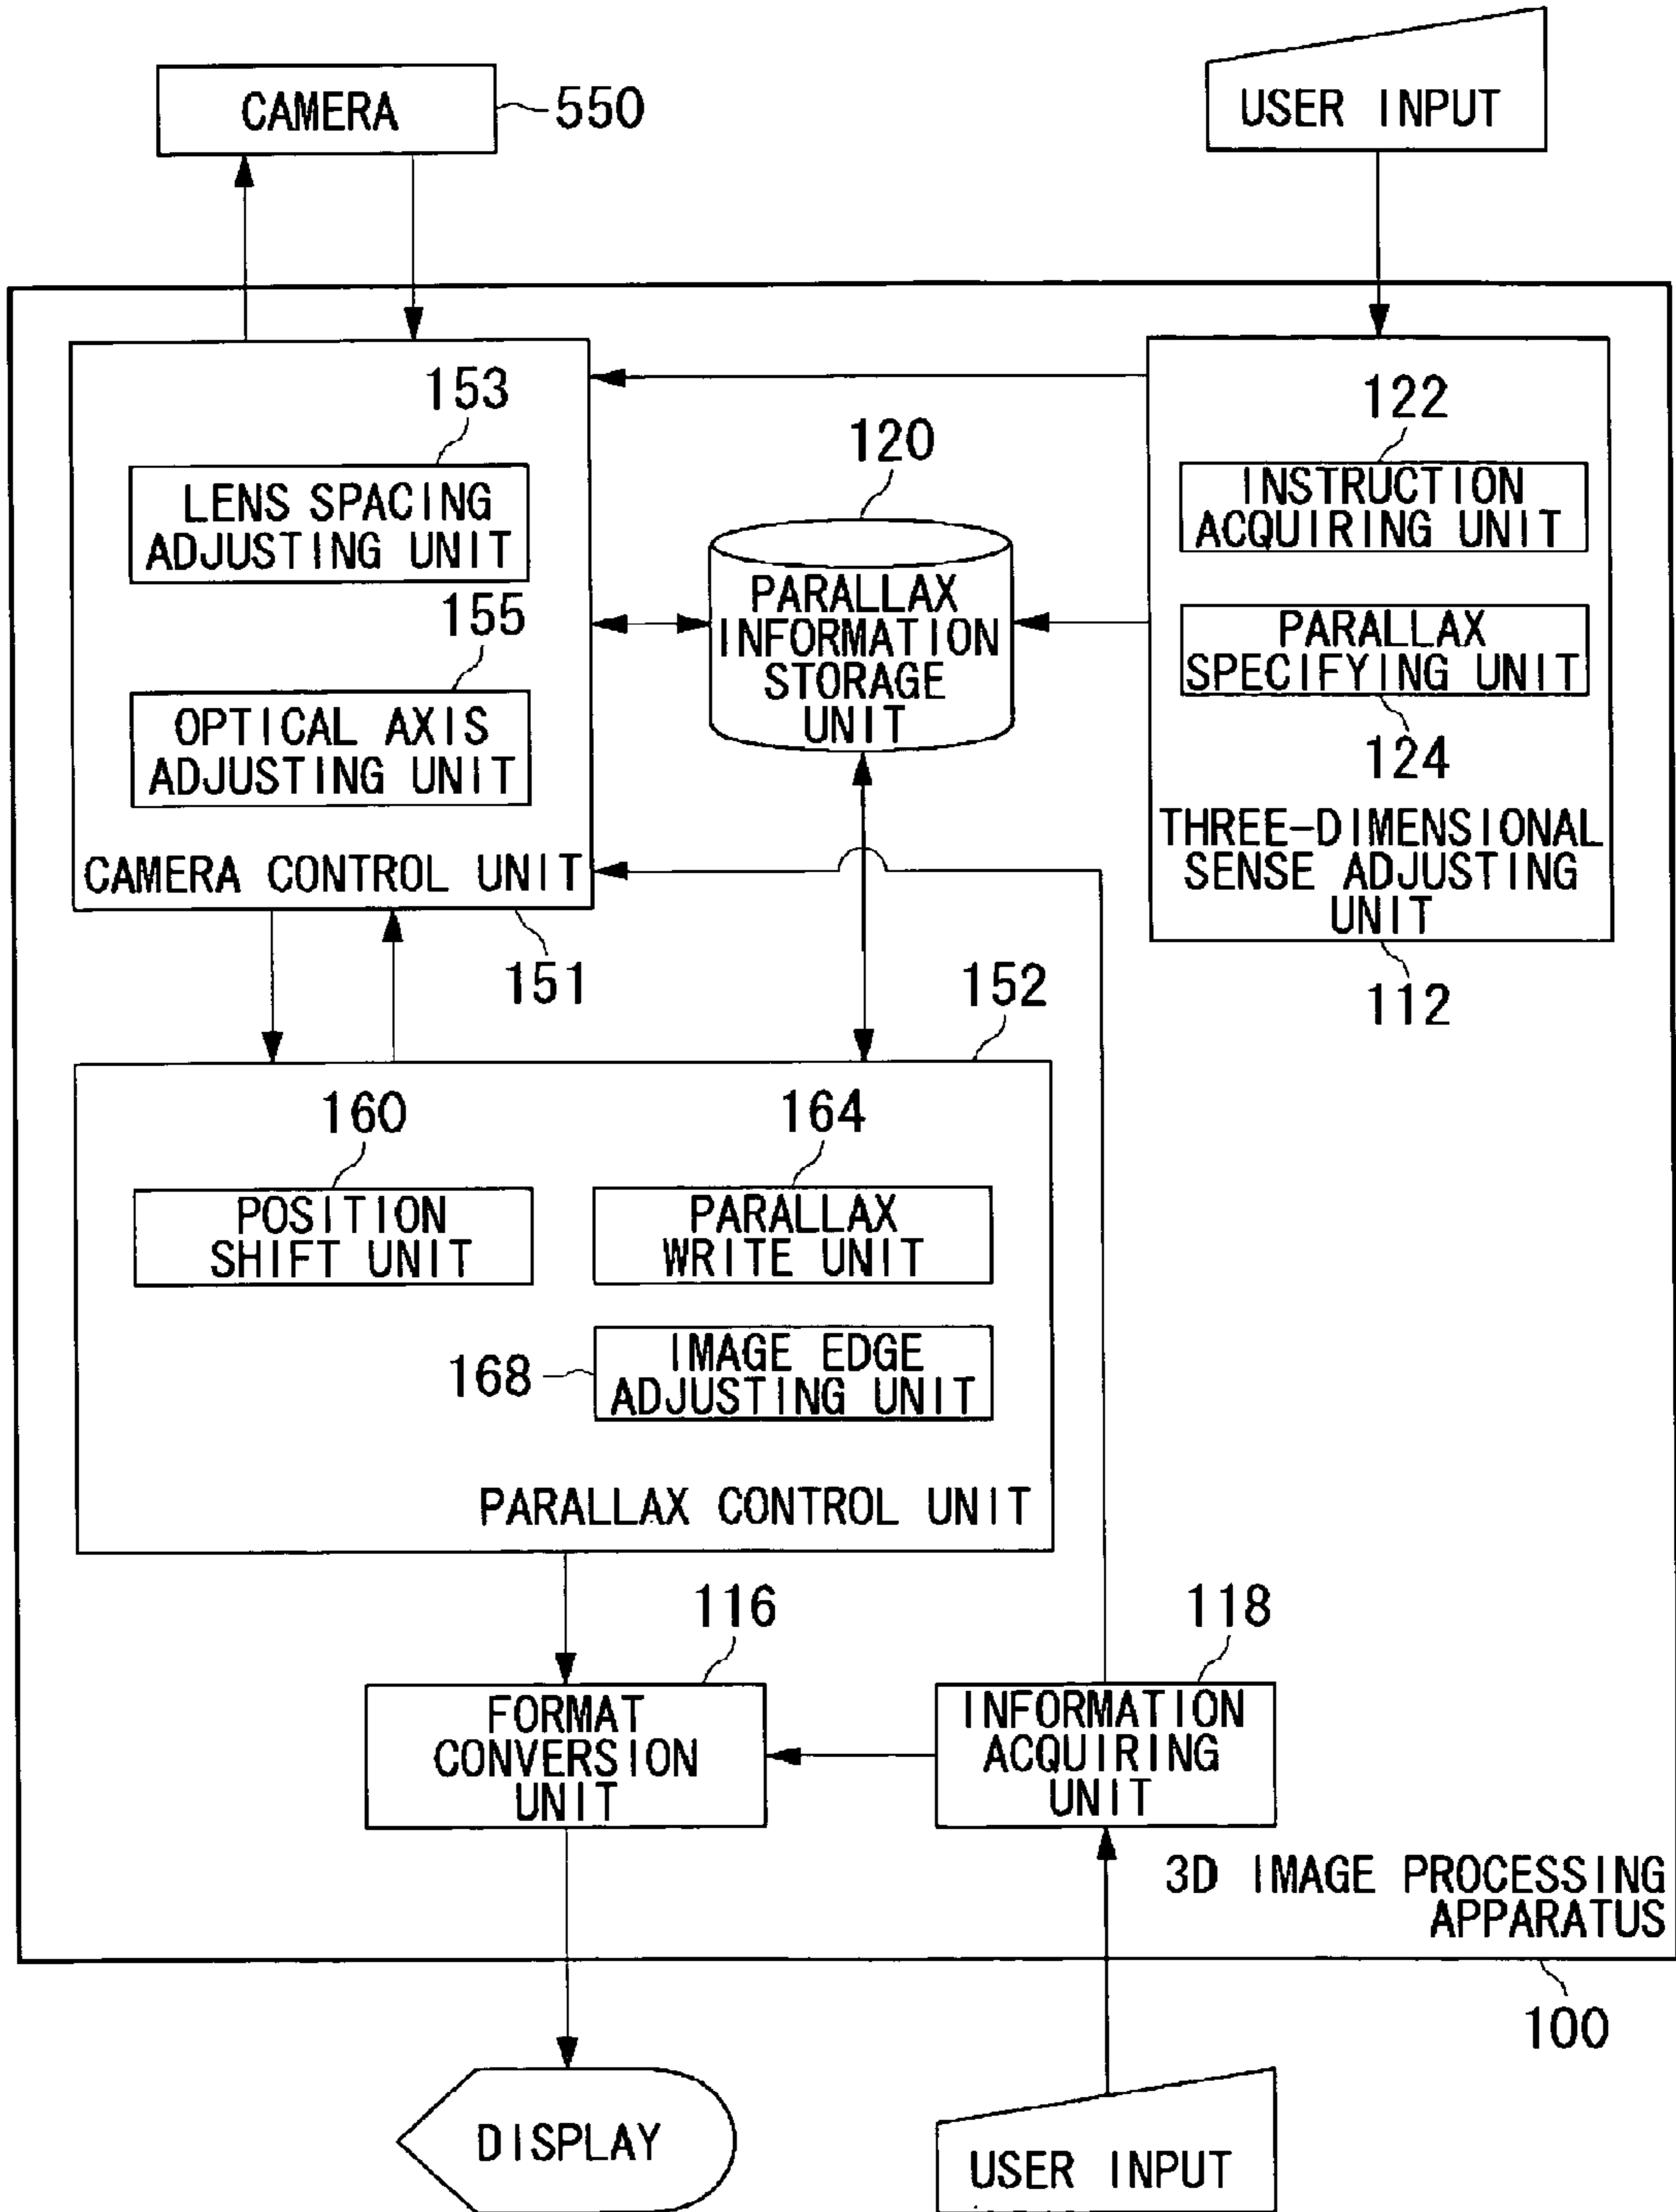 CAMERA
550
USER INPUT
153
LENS SPACING
ADJUSTING UNIT
155
OPTICAL AXIS
ADJUSTING UNIT
CAMERA CONTROL UNIT
151
120
PARALLAX
INFORMATION
STORAGE
UNIT
122
INSTRUCTION
ACQUIRING UNIT
PARALLAX
SPECIFYING UNIT
124
THREE-DIMENSIONAL
SENSE ADJUSTING
UNIT
112
152
160
POSITION
SHIFT UNIT
164
PARALLAX
WRITE UNIT
168
IMAGE EDGE
ADJUSTING UNIT
PARALLAX CONTROL UNIT
116
FORMAT
CONVERSION
UNIT
118
INFORMATION
ACQUIRING
UNIT
3D IMAGE PROCESSING
APPARATUS
100
DISPLAY
USER INPUT